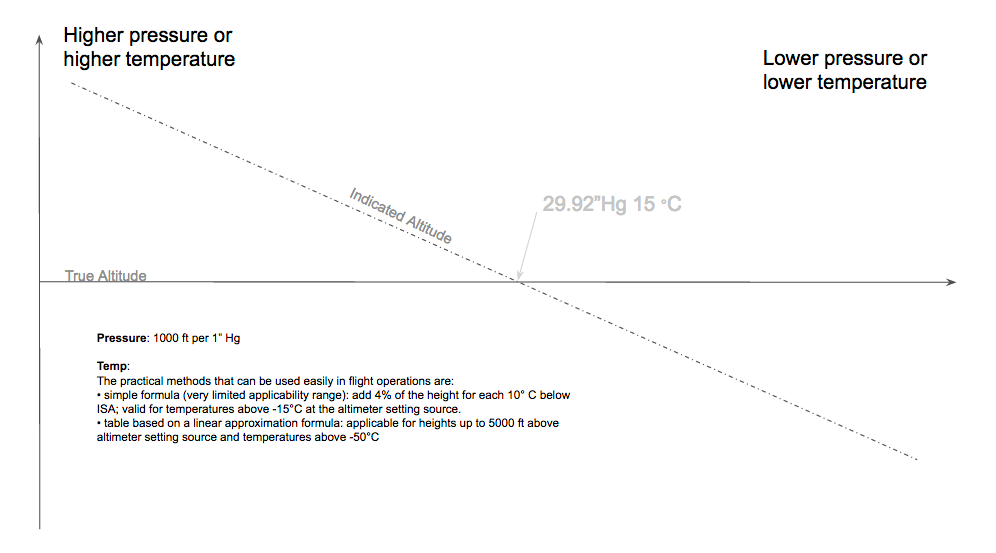 Higher pressure or
higher temperature
Lower pressure or
lower temperature
Indicated Altitude
29.92”Hg 15 °C
True Altitude
Pressure: 1000 ft per 1" Hg
Temp:
The practical methods that can be used easily in flight operations are:
• simple formula (very limited applicability range): add 4% of the height for each 10° C below
ISA; valid for temperatures above -15°C at the altimeter setting source.
• table based on a linear approximation formula: applicable for heights up to 5000 ft above
altimeter setting source and temperatures above -50°C